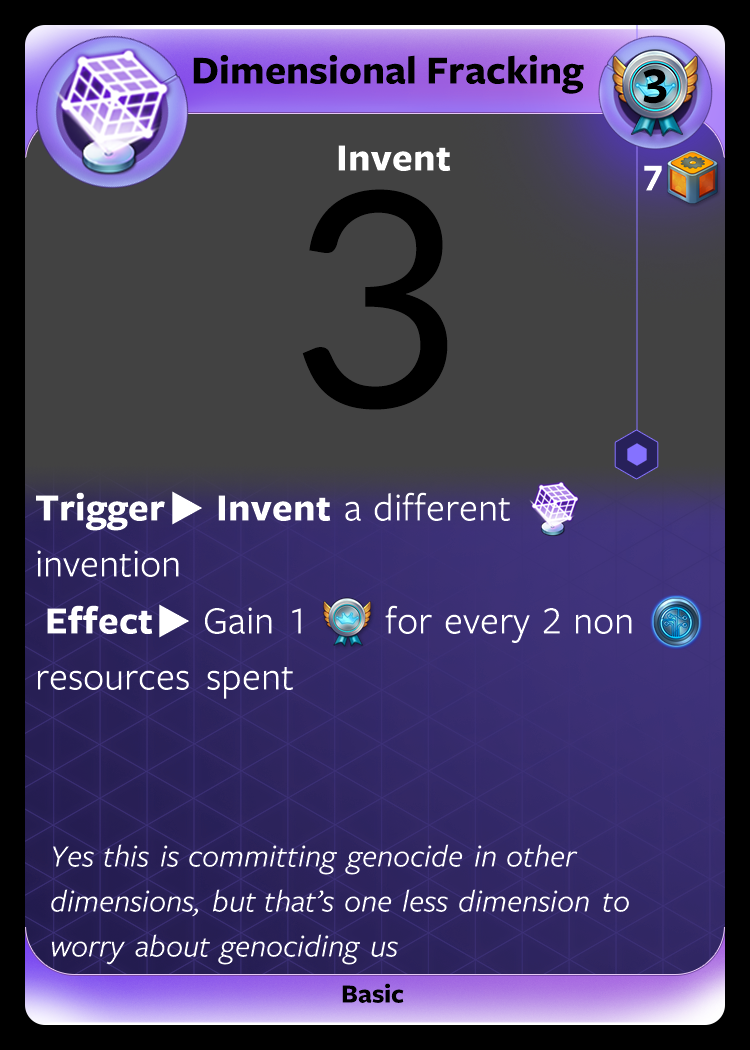 Dimensional Fracking
3
Invent
7
3
Trigger▶ Invent a different
invention
Effect▶ Gain 1 for every 2 non
resources spent
Yes this is committing genocide in other
dimensions, but that's one less dimension to
worry about genociding us
Basic